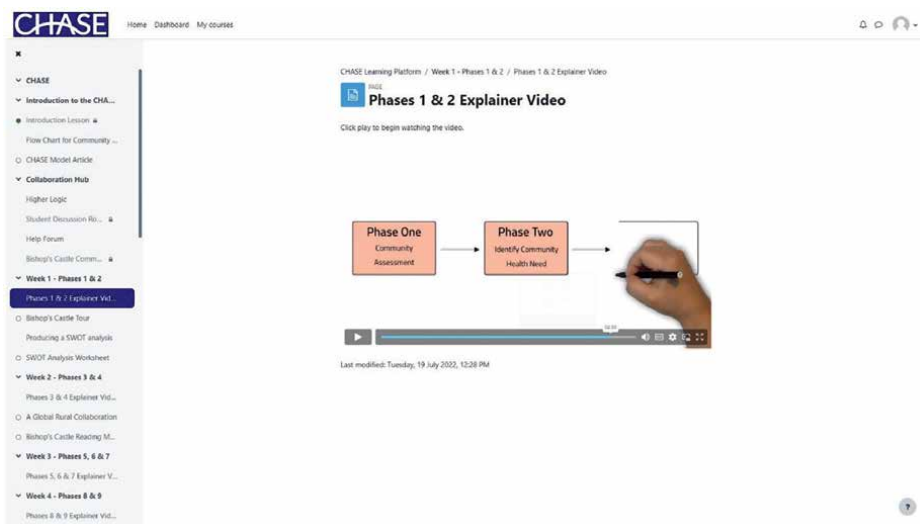 CHASE
Home Dashboard My courses
CHASE
Introduction to the CHA...
Introduction Lesson
Flow Chart for Community ...
CHASE Model Article
Collaboration Hub
Higher Logic
Student Discussion Ro...
Help Forum
Bishop's Castle Comm...
Week 1 - Phases 1 & 2
Phases 1 & 2 Explainer Vid...
Bishop's Castle Tour
Producing a SWOT analysis
SWOT Analysis Worksheet
Week 2 - Phases 3 & 4
Phases 3 & 4 Explainer Vid...
A Global Rural Collaboration
Bishop's Castle Reading M...
Week 3 - Phases 5, 6 & 7
Phases 5, 6 & 7 Explainer V...
Week 4 - Phases 8 & 9
Phases 8 & 9 Explainer Vid...
CHASE Learning Platform / Week 1 - Phases 1 & 2 / Phases 1 & 2 Explainer Video
PAGE
Phases 1 & 2 Explainer Video
Click play to begin watching the video.
Phase One
Community
Assessment
Phase Two
Identify Community
Health Need
Last modified: Tuesday, 19 July 2022, 12:28 PM
?